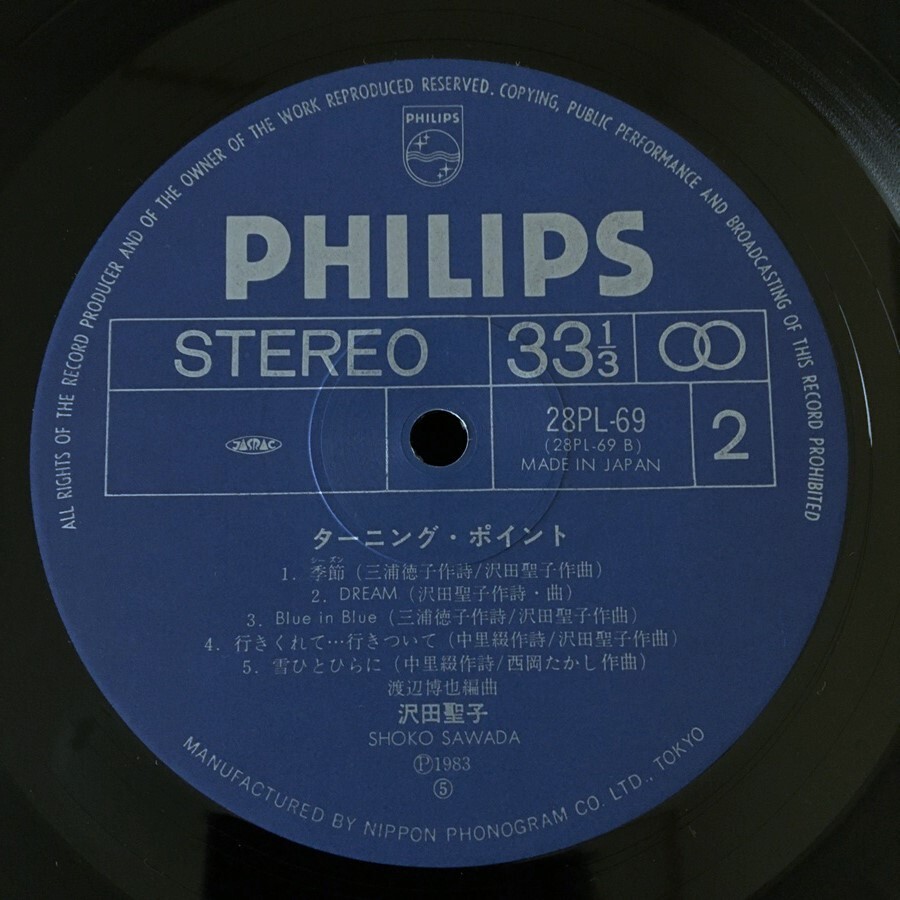 ALL RIGHTS OF THE RECORD PRODUCER AND OF THE OWNER OF THE WORK REPRODUCED RESERVED. COPYING, PUBLIC PERFORMANCE AND BROADCASTING OF THIS RECORD PROHIBITED
PHILIPS
PHILIPS
STEREO
33 1/3
JASRAC
28PL-69
(28PL-69 B)
MADE IN JAPAN
2
ターニング・ポイント
シーズン
1. 季節 (三浦徳子作詩/沢田聖子作曲)
2. DREAM (沢田聖子作詩・曲)
3. Blue in Blue (三浦徳子作詩/沢田聖子作曲)
4. 行きくれて…行きついて (中里綴作詩/沢田聖子作曲)
5. 雪ひとひらに (中里綴作詩/西岡たかし作曲)
渡辺博也編曲
沢田聖子
SHOKO SAWADA
Ⓟ1983
⑤
MANUFACTURED BY NIPPON PHONOGRAM CO. LTD., TOKYO